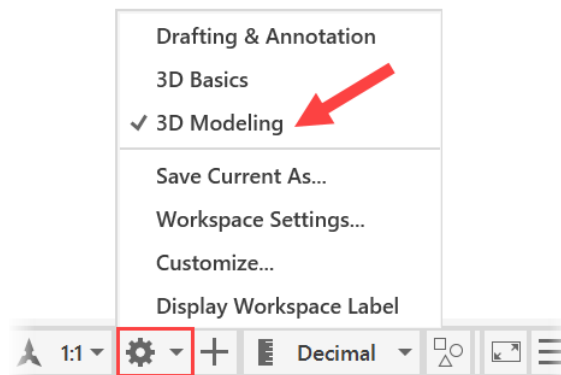 Drafting & Annotation
3D Basics
3D Modeling
Save Current As...
Workspace Settings...
Customize...
Display Workspace Label
1:1 Decimal